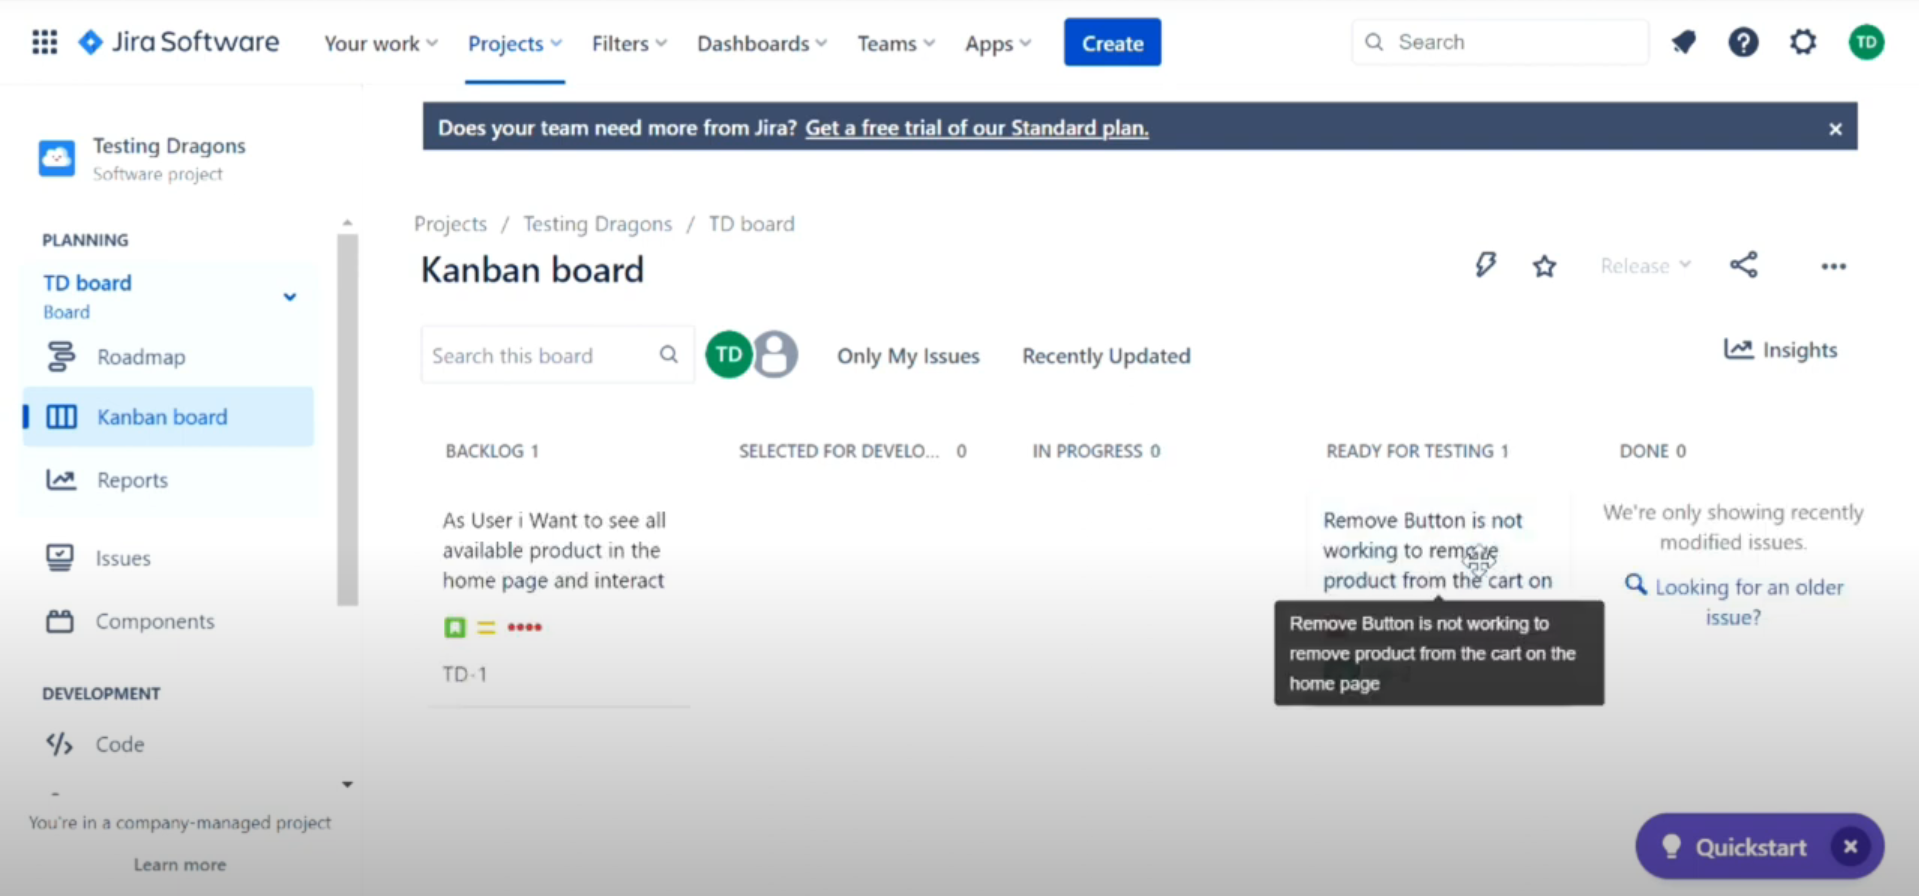 Jira Software
Your work
Projects
Filters
Dashboards
Teams
Apps
Create
Search
TD
Does your team need more from Jira? Get a free trial of our Standard plan.
Testing Dragons
Software project
PLANNING
TD board
Board
Roadmap
Kanban board
Reports
Issues
Components
DEVELOPMENT
Code
You're in a company-managed project
Learn more
Projects / Testing Dragons / TD board
Kanban board
Release
Search this board
TD
Only My Issues
Recently Updated
Insights
BACKLOG 1
SELECTED FOR DEVELO... 0
IN PROGRESS 0
READY FOR TESTING 1
DONE 0
As User i Want to see all
available product in the
home page and interact
TD-1
Remove Button is not
working to remove
product from the cart on
Remove Button is not working to
remove product from the cart on the
home page
We're only showing recently
modified issues.
Looking for an older
issue?
Quickstart